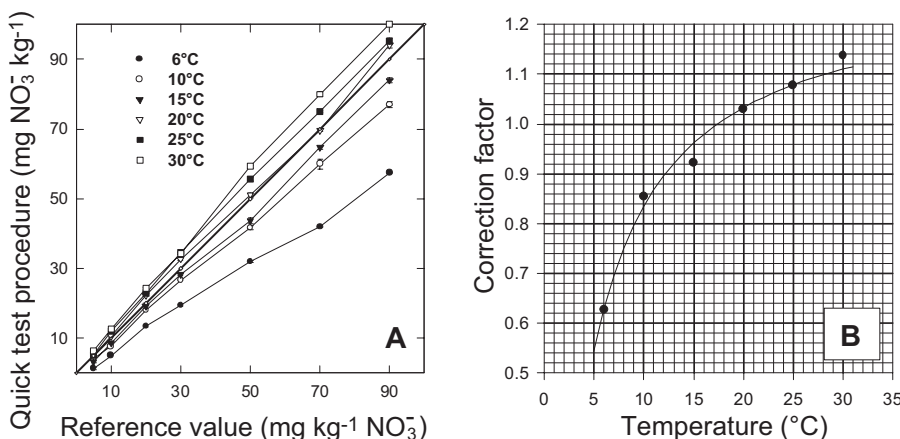 Quick test procedure (mg NO₃⁻ kg⁻¹)
100
90
70
50
30
10
6°C
10°C
15°C
20°C
25°C
30°C
A
10 30 50 70 90
Reference value (mg kg⁻¹ NO₃⁻)
Correction factor
1.2
1.1
1.0
0.9
0.8
0.7
0.6
0.5
B
0 5 10 15 20 25 30 35
Temperature (°C)